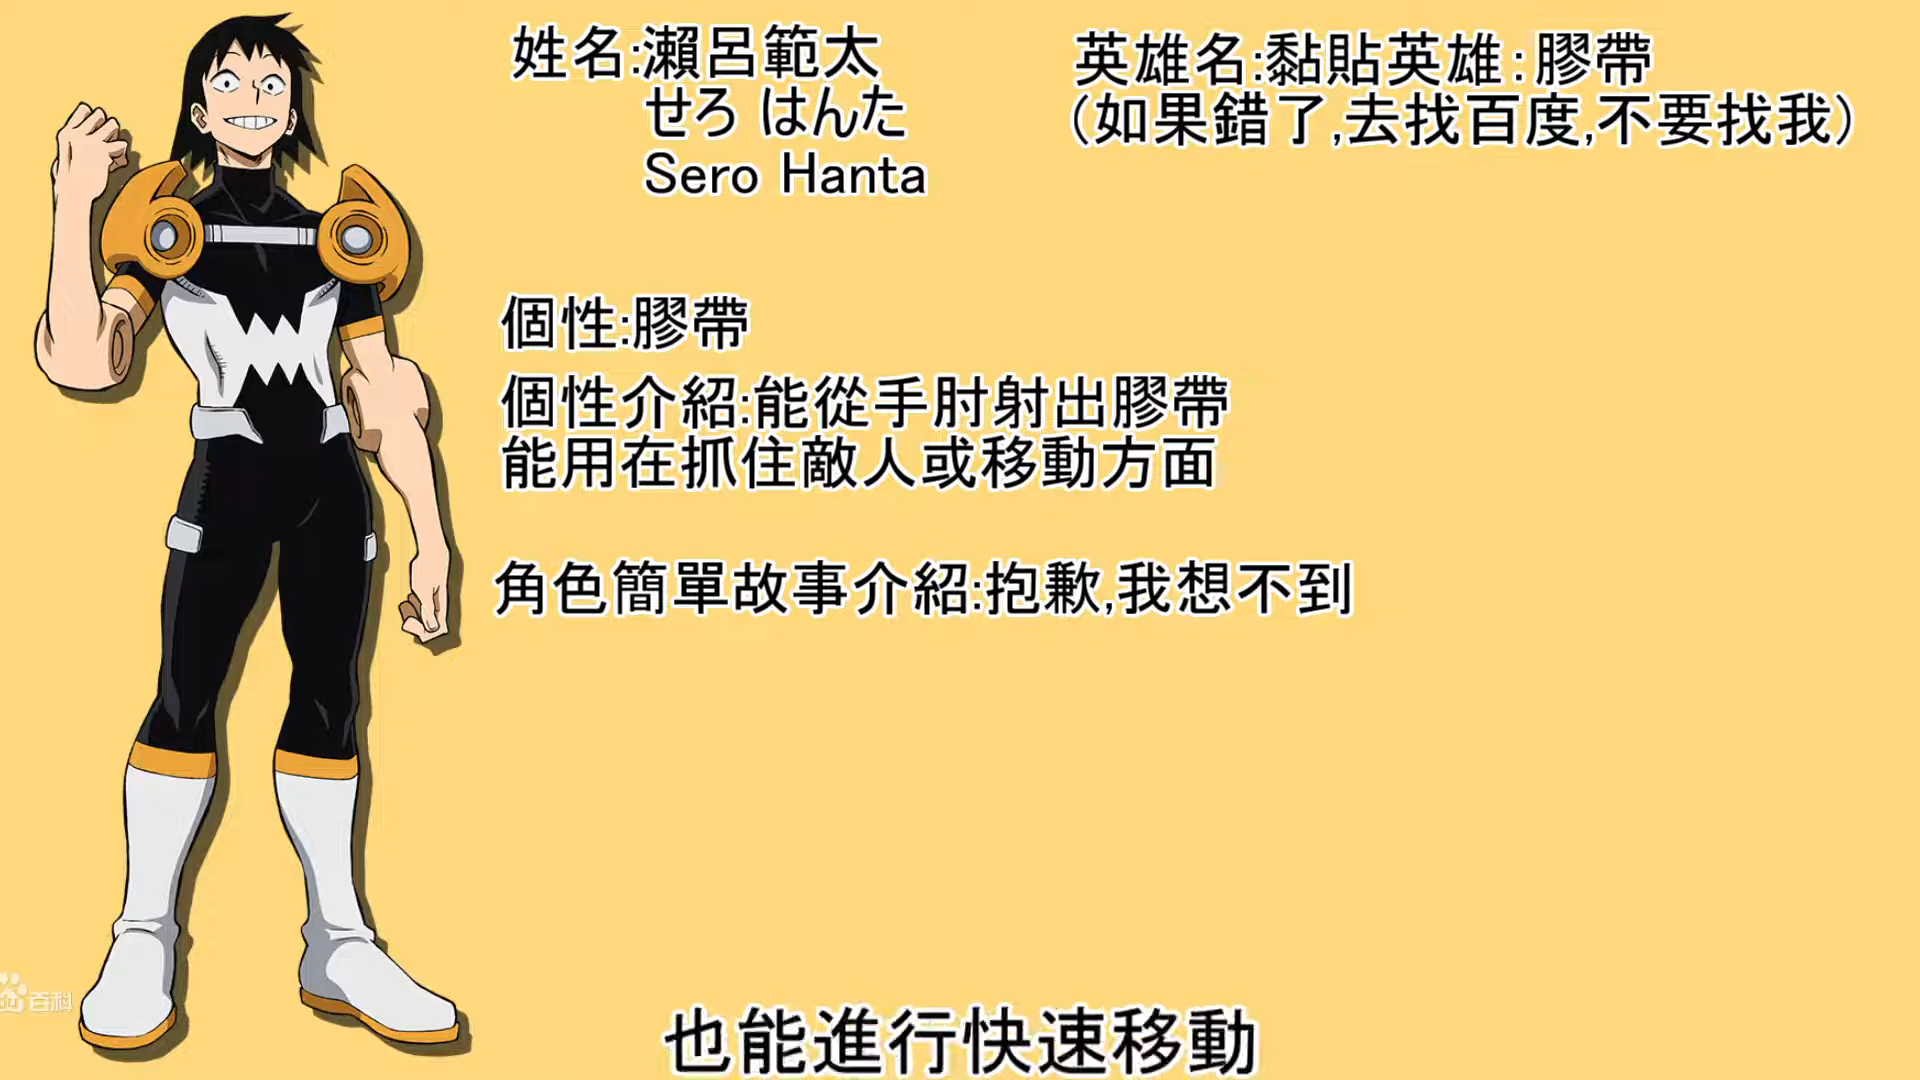 姓名:瀨呂範太
せろ はんた
Sero Hanta
英雄名:黏貼英雄:膠帶
(如果錯了,去找百度,不要找我)
個性:膠帶
個性介紹:能從手肘射出膠帶
能用在抓住敵人或移動方面
角色簡單故事介紹:抱歉,我想不到
百科
也能進行快速移動